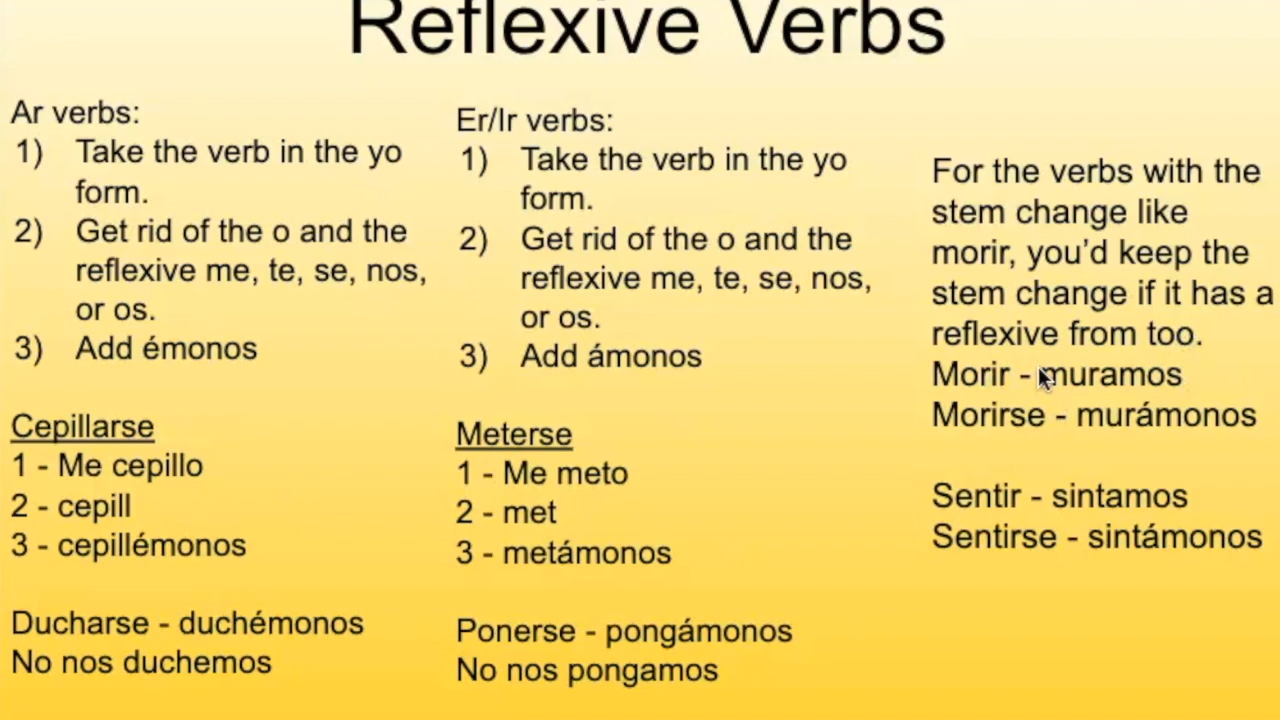 Reflexive Verbs
Ar verbs:
1) Take the verb in the yo
form.
2) Get rid of the o and the
reflexive me, te, se, nos,
or os.
3) Add émonos
Cepillarse
1 - Me cepillo
2 - cepill
3 - cepillémonos
Ducharse - duchémonos
No nos duchemos
Er/Ir verbs:
1) Take the verb in the yo
form.
2) Get rid of the o and the
reflexive me, te, se, nos,
or os.
3) Add ámonos
Meterse
1 - Me meto
2 - met
3 - metámonos
Ponerse - pongámonos
No nos pongamos
For the verbs with the
stem change like
morir, you'd keep the
stem change if it has a
reflexive from too.
Morir - muramos
Morirse - murámonos
Sentir - sintamos
Sentirse - sintámonos